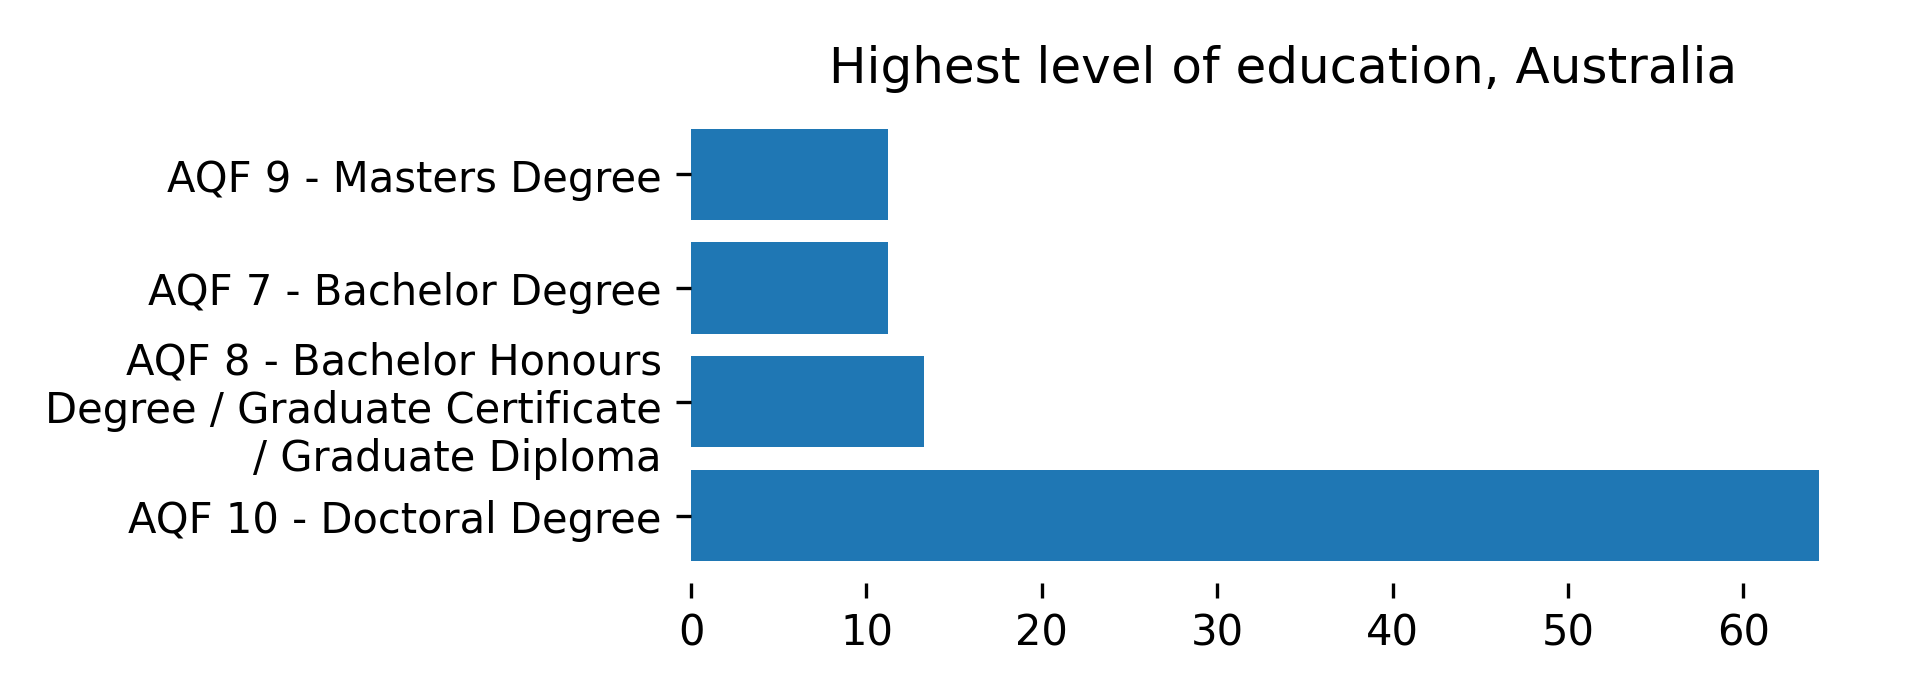 Highest level of education, Australia
AQF 9 - Masters Degree
AQF 7 - Bachelor Degree
AQF 8 - Bachelor Honours
Degree / Graduate Certificate
/ Graduate Diploma
AQF 10 - Doctoral Degree
0 10 20 30 40 50 60